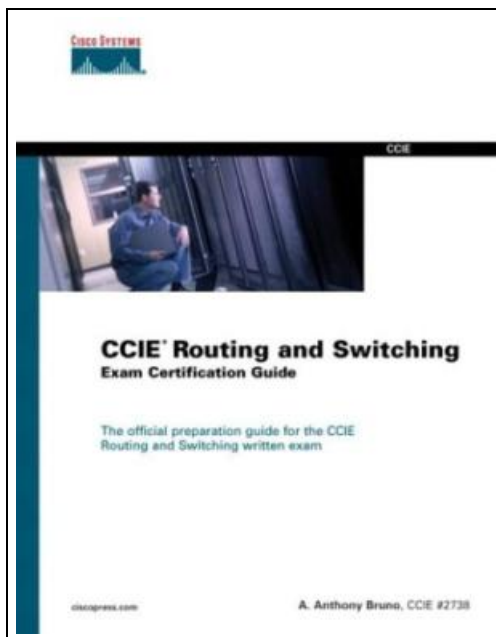 CISCO SYSTEMS
CCIE
CCIE® Routing and Switching
Exam Certification Guide
The official preparation guide for the CCIE
Routing and Switching written exam
ciscopress.com
A. Anthony Bruno, CCIE #2738